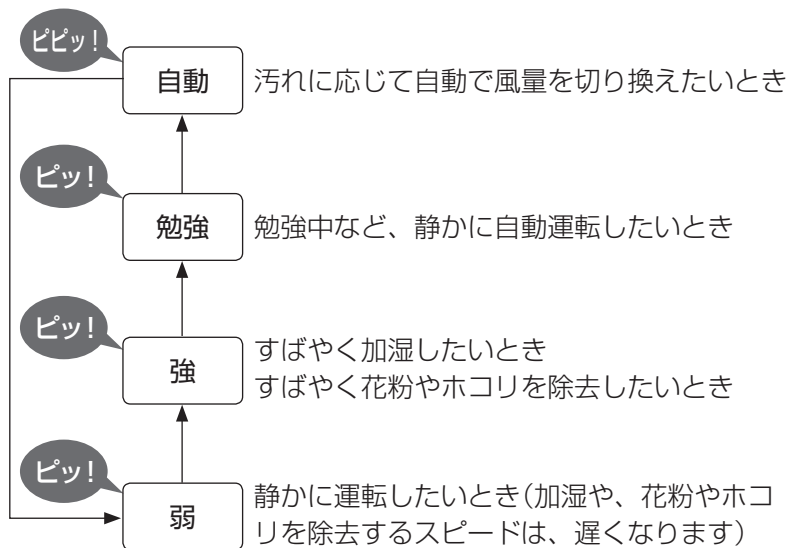 ピピッ!
自動
汚れに応じて自動で風量を切り換えたいとき
ピッ!
勉強
勉強中など、静かに自動運転したいとき
ピッ!
強
すばやく加湿したいとき
すばやく花粉やホコリを除去したいとき
ピッ!
弱
静かに運転したいとき(加湿や、花粉やホコ
リを除去するスピードは、遅くなります)